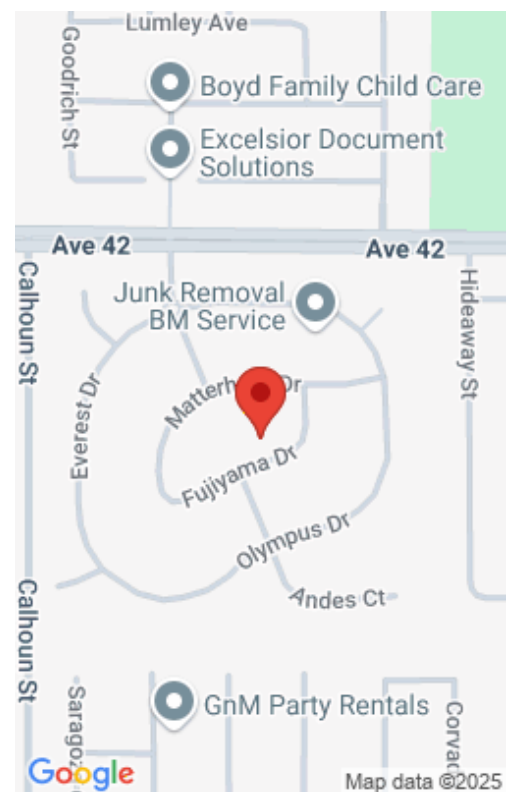 Lumley Ave
Goodrich St
Boyd Family Child Care
Excelsior Document
Solutions
Ave 42
Ave 42
Calhoun St
Hideaway St
Junk Removal
BM Service
Everest Dr
Dr
Fujiyama Dr
Olympus Dr
Andes Ct
Calhoun St
GnM Party Rentals
Google
Map data ©2025